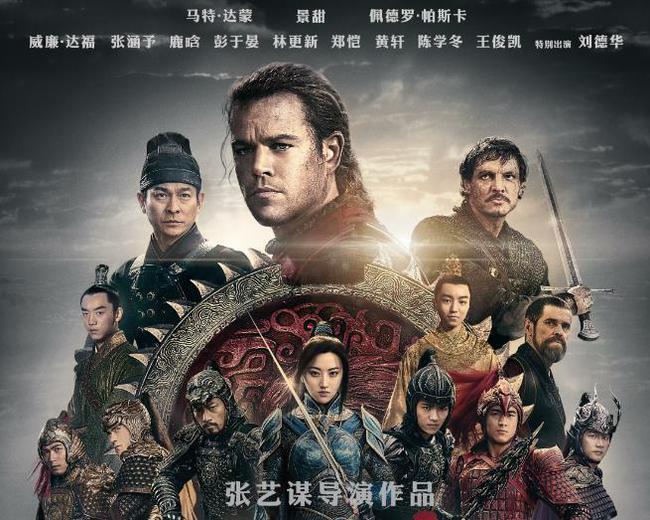 马特·达蒙 景甜 佩德罗·帕斯卡
威廉·达福 张涵予 鹿晗 彭于晏 林更新 郑恺 黄轩 陈学冬 王俊凯 特别出演 刘德华
张艺谋导演作品